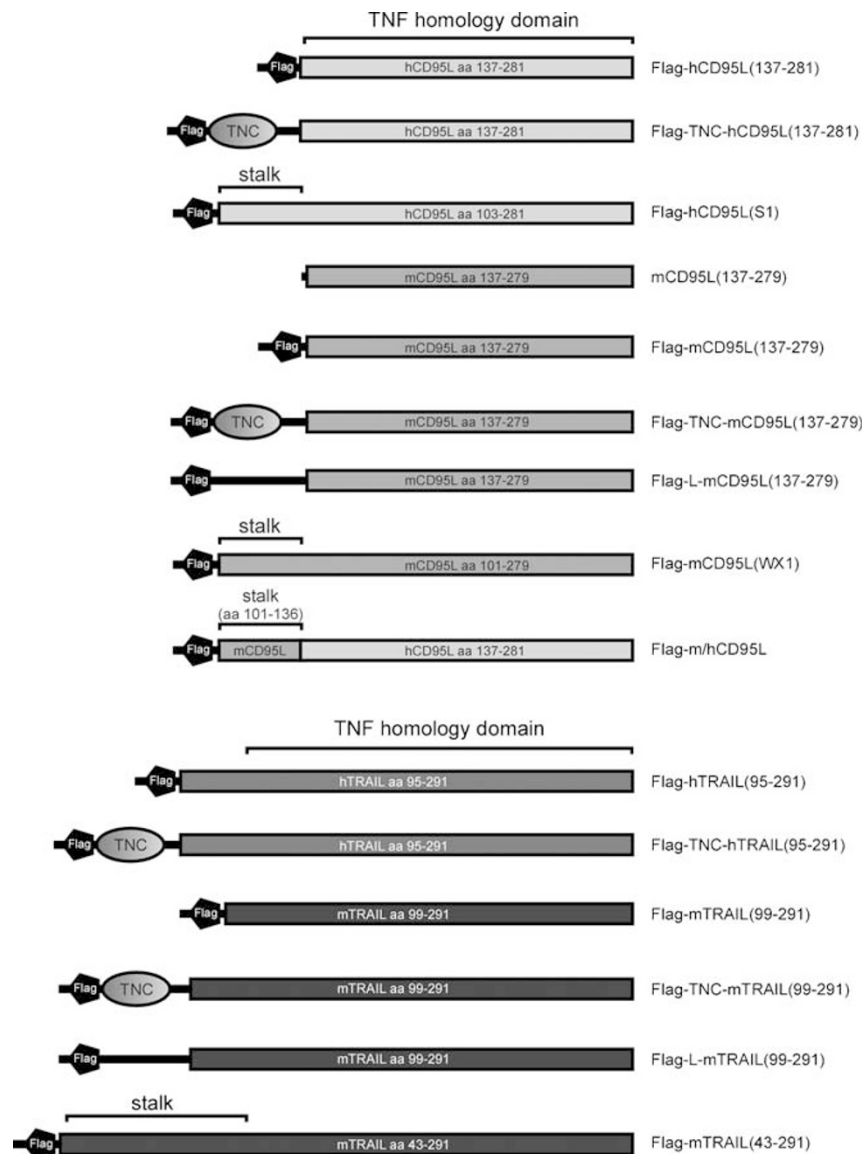 TNF homology domain
Flag hCD95L aa 137-281 Flag-hCD95L(137-281)
Flag TNC hCD95L aa 137-281 Flag-TNC-hCD95L(137-281)
stalk
Flag hCD95L aa 103-281 Flag-hCD95L(S1)
mCD95L aa 137-279 mCD95L(137-279)
Flag mCD95L aa 137-279 Flag-mCD95L(137-279)
Flag TNC mCD95L aa 137-279 Flag-TNC-mCD95L(137-279)
Flag mCD95L aa 137-279 Flag-L-mCD95L(137-279)
stalk
Flag mCD95L aa 101-279 Flag-mCD95L(WX1)
stalk
(aa 101-136)
Flag mCD95L hCD95L aa 137-281 Flag-m/hCD95L
TNF homology domain
Flag hTRAIL aa 95-291 Flag-hTRAIL(95-291)
Flag TNC hTRAIL aa 95-291 Flag-TNC-hTRAIL(95-291)
Flag mTRAIL aa 99-291 Flag-mTRAIL(99-291)
Flag TNC mTRAIL aa 99-291 Flag-TNC-mTRAIL(99-291)
Flag mTRAIL aa 99-291 Flag-L-mTRAIL(99-291)
stalk
Flag mTRAIL aa 43-291 Flag-mTRAIL(43-291)